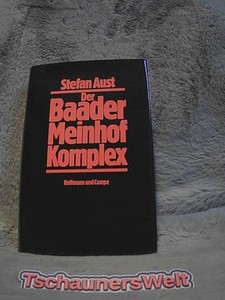 Stefan Aust
Der
Baader
Meinhof
Komplex
Hoffmann und Campe
TschaunersWelt